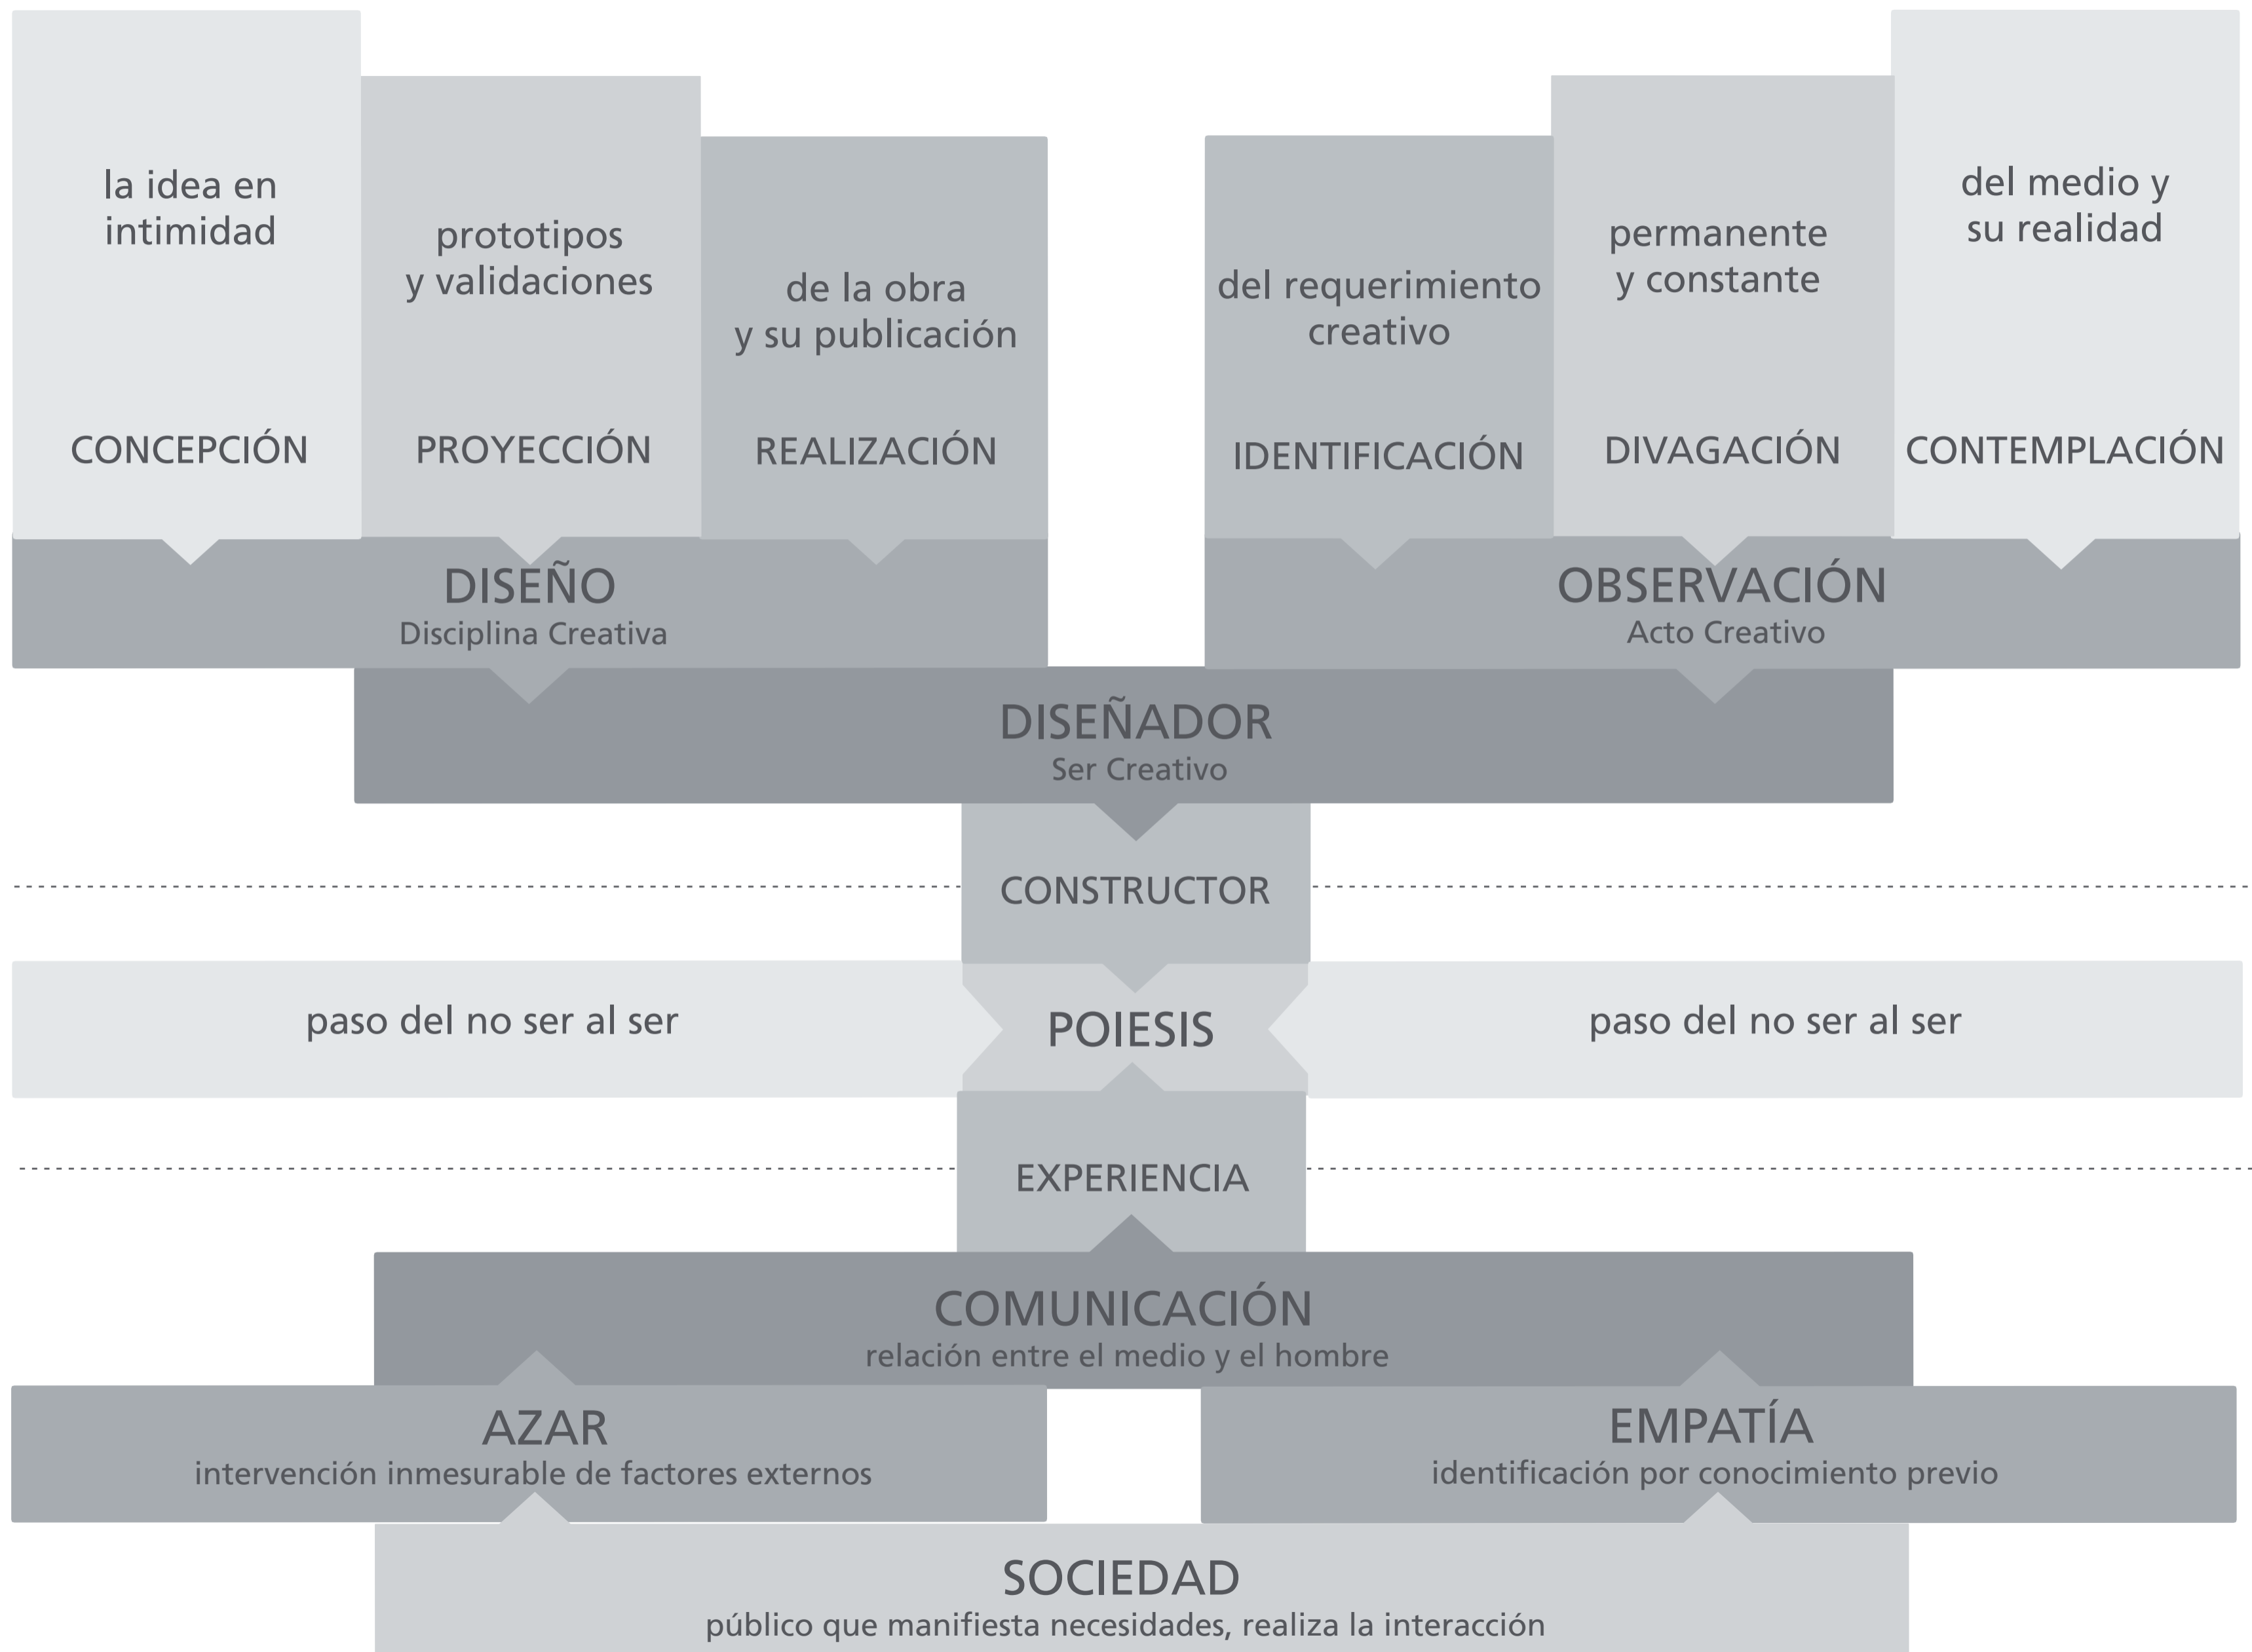 la idea en
intimidad
CONCEPCIÓN
prototipos
y validaciones
PROYECCIÓN
de la obra
y su publicación
REALIZACIÓN
del requerimiento
creativo
IDENTIFICACIÓN
permanente
y constante
DIVAGACIÓN
del medio y
su realidad
CONTEMPLACIÓN
DISEÑO
Disciplina Creativa
OBSERVACIÓN
Acto Creativo
DISEÑADOR
Ser Creativo
CONSTRUCTOR
paso del no ser al ser
POIESIS
paso del no ser al ser
EXPERIENCIA
COMUNICACIÓN
relación entre el medio y el hombre
AZAR
intervención inmesurable de factores externos
EMPATÍA
identificación por conocimiento previo
SOCIEDAD
público que manifiesta necesidades, realiza la interacción